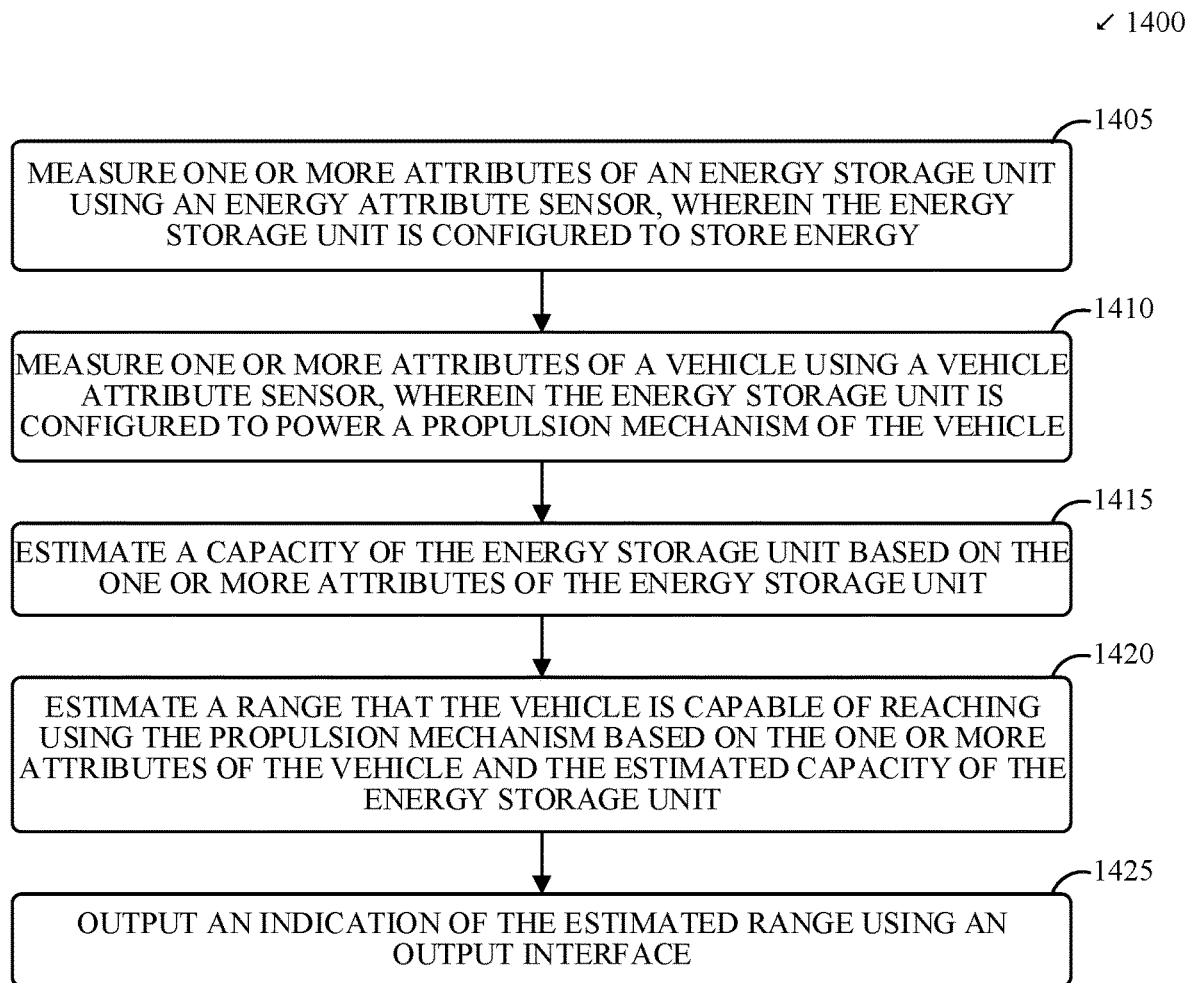 ↙ 1400
1405
MEASURE ONE OR MORE ATTRIBUTES OF AN ENERGY STORAGE UNIT
USING AN ENERGY ATTRIBUTE SENSOR, WHEREIN THE ENERGY
STORAGE UNIT IS CONFIGURED TO STORE ENERGY
1410
MEASURE ONE OR MORE ATTRIBUTES OF A VEHICLE USING A VEHICLE
ATTRIBUTE SENSOR, WHEREIN THE ENERGY STORAGE UNIT IS
CONFIGURED TO POWER A PROPULSION MECHANISM OF THE VEHICLE
1415
ESTIMATE A CAPACITY OF THE ENERGY STORAGE UNIT BASED ON THE
ONE OR MORE ATTRIBUTES OF THE ENERGY STORAGE UNIT
1420
ESTIMATE A RANGE THAT THE VEHICLE IS CAPABLE OF REACHING
USING THE PROPULSION MECHANISM BASED ON THE ONE OR MORE
ATTRIBUTES OF THE VEHICLE AND THE ESTIMATED CAPACITY OF THE
ENERGY STORAGE UNIT
1425
OUTPUT AN INDICATION OF THE ESTIMATED RANGE USING AN
OUTPUT INTERFACE